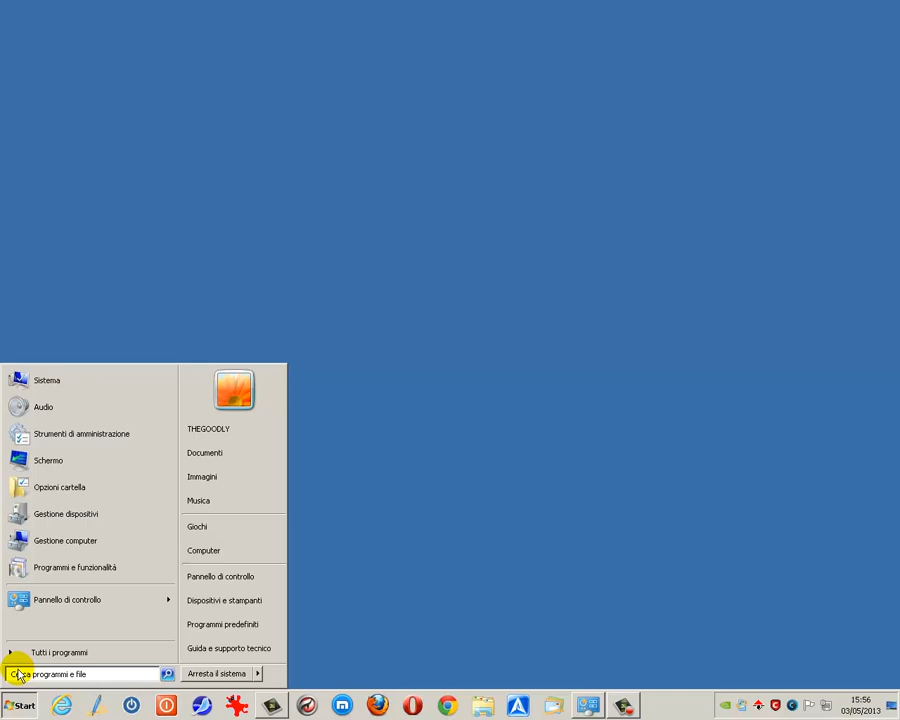 Sistema
Audio
Strumenti di amministrazione
Schermo
Opzioni cartella
Gestione dispositivi
Gestione computer
Programmi e funzionalità
Pannello di controllo
Tutti i programmi
Cerca programmi e file
THEGOODLY
Documenti
Immagini
Musica
Giochi
Computer
Pannello di controllo
Dispositivi e stampanti
Programmi predefiniti
Guida e supporto tecnico
Arresta il sistema
Start
15:56
03/05/2013